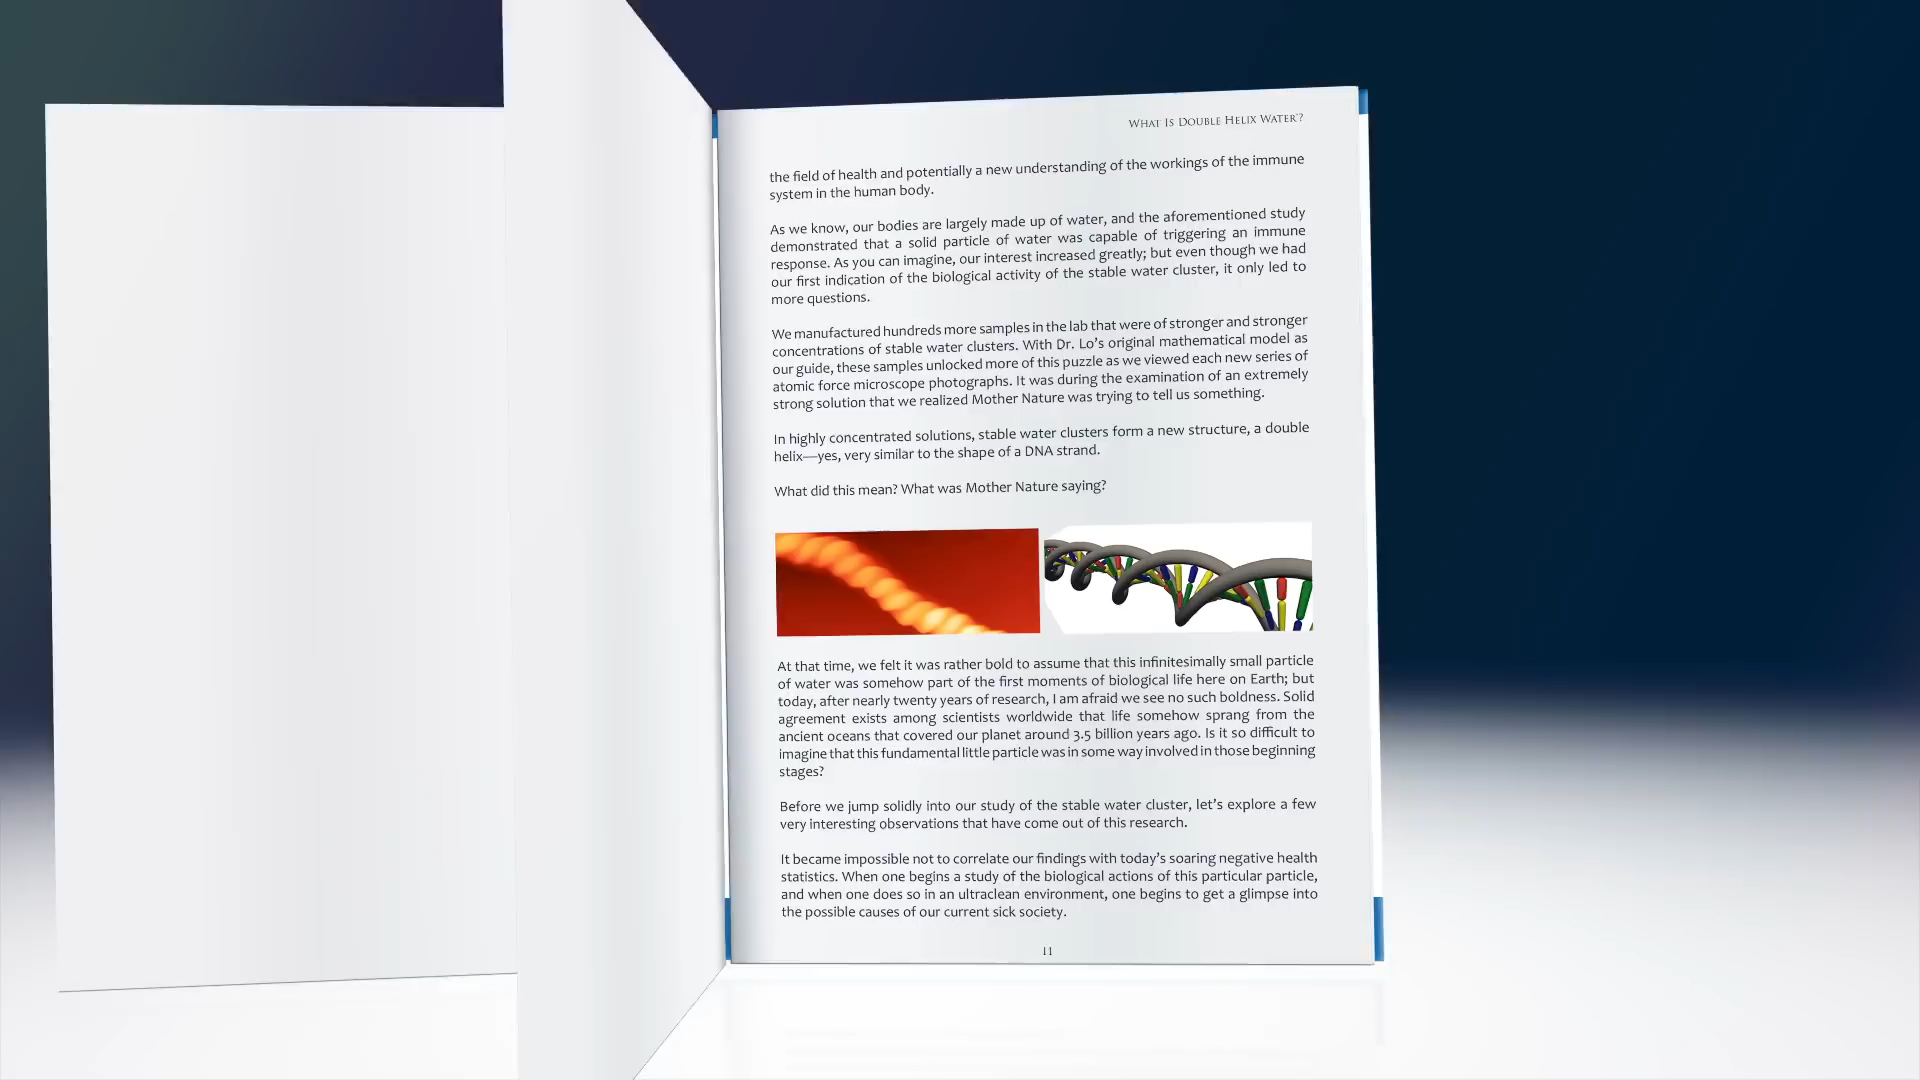 WHAT IS DOUBLE HELIX WATER®?
the field of health and potentially a new understanding of the workings of the immune
system in the human body.
As we know, our bodies are largely made up of water, and the aforementioned study
demonstrated that a solid particle of water was capable of triggering an immune
response. As you can imagine, our interest increased greatly; but even though we had
our first indication of the biological activity of the stable water cluster, it only led to
more questions.
We manufactured hundreds more samples in the lab that were of stronger and stronger
concentrations of stable water clusters. With Dr. Lo’s original mathematical model as
our guide, these samples unlocked more of this puzzle as we viewed each new series of
atomic force microscope photographs. It was during the examination of an extremely
strong solution that we realized Mother Nature was trying to tell us something.
In highly concentrated solutions, stable water clusters form a new structure, a double
helix—yes, very similar to the shape of a DNA strand.
What did this mean? What was Mother Nature saying?
At that time, we felt it was rather bold to assume that this infinitesimally small particle
of water was somehow part of the first moments of biological life here on Earth; but
today, after nearly twenty years of research, I am afraid we see no such boldness. Solid
agreement exists among scientists worldwide that life somehow sprang from the
ancient oceans that covered our planet around 3.5 billion years ago. Is it so difficult to
imagine that this fundamental little particle was in some way involved in those beginning
stages?
Before we jump solidly into our study of the stable water cluster, let’s explore a few
very interesting observations that have come out of this research.
It became impossible not to correlate our findings with today’s soaring negative health
statistics. When one begins a study of the biological actions of this particular particle,
and when one does so in an ultraclean environment, one begins to get a glimpse into
the possible causes of our current sick society.
11